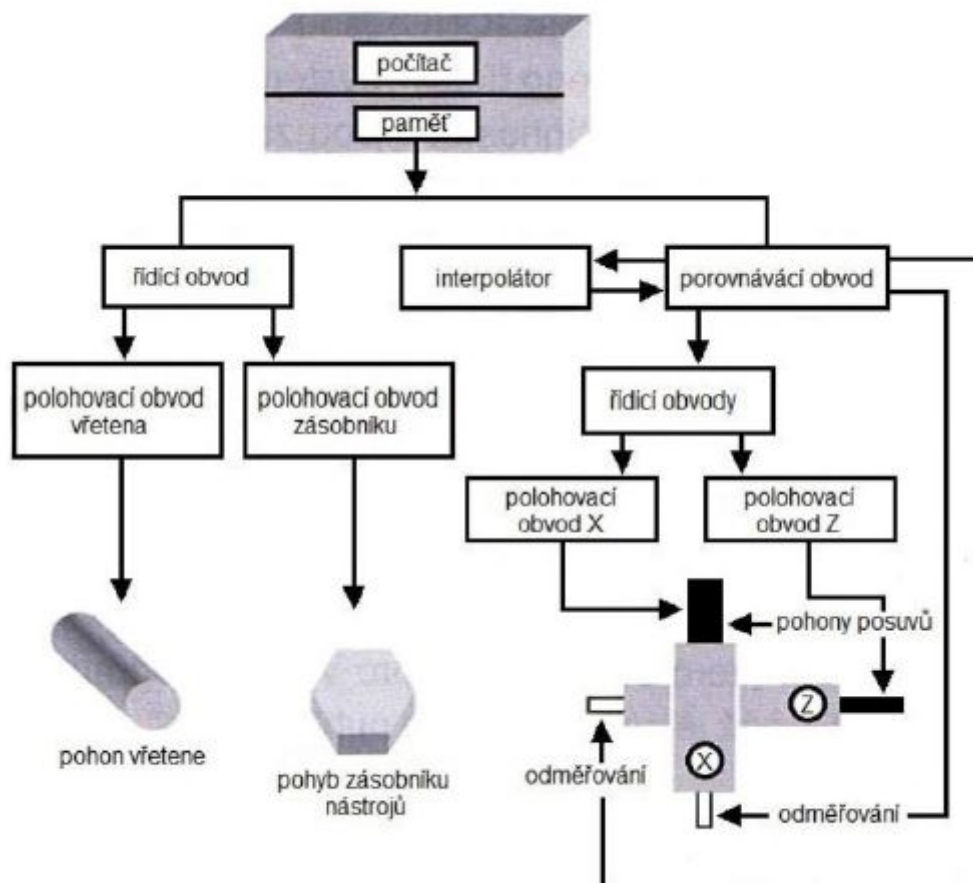 počítač
paměť
řídicí obvod
interpolátor
porovnávácí obvod
polohovací obvod
vřetena
polohovací obvod
zásobníku
řídicí obvody
polohovací
obvod X
polohovací
obvod Z
pohony posuvů
Z
X
pohon vřetene
pohyb zásobníku
nástrojů
odměřování
odměřování